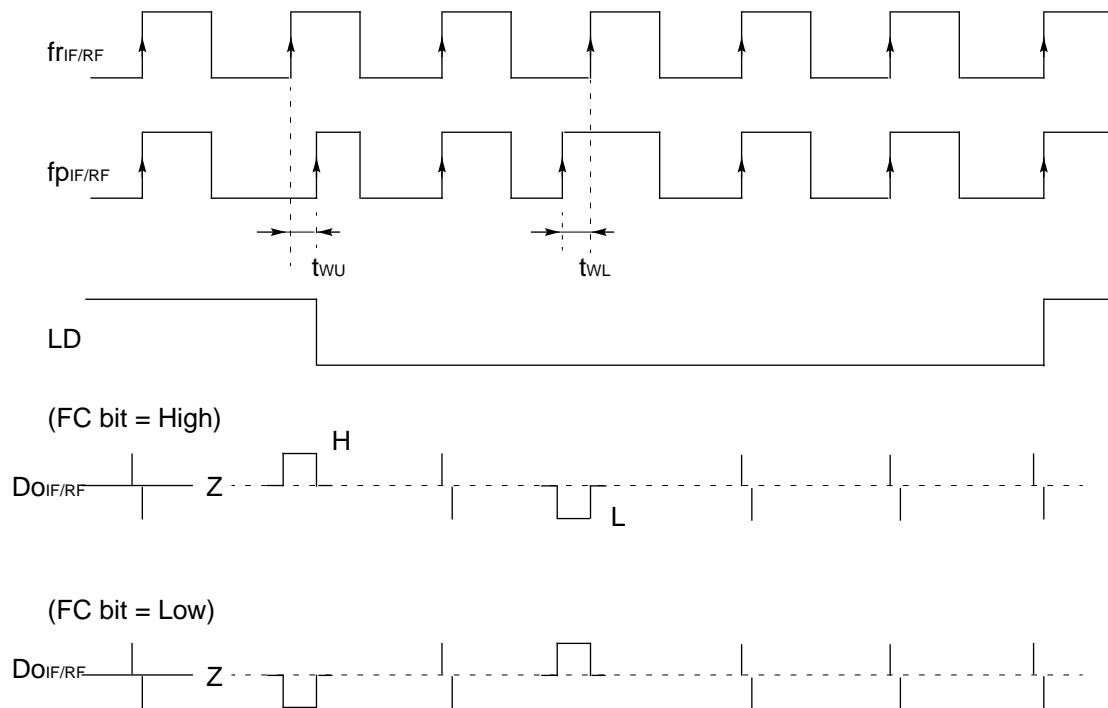 frIF/RF
fpIF/RF
tWU
tWL
LD
(FC bit = High)
H
DoIF/RF
Z
L
(FC bit = Low)
DoIF/RF
Z